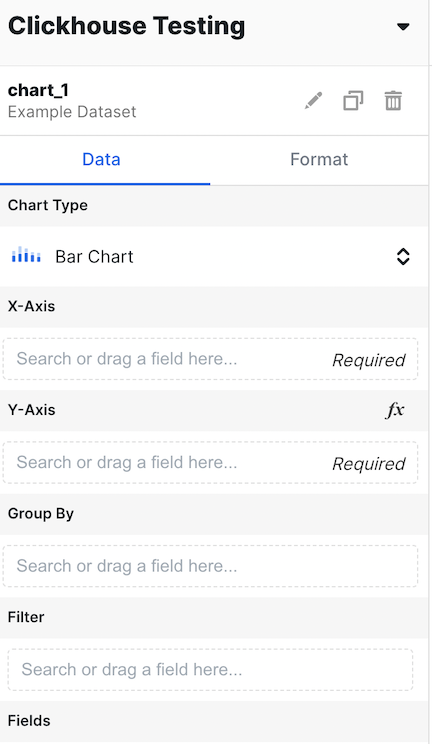 Clickhouse Testing
chart_1
Example Dataset
Data Format
Chart Type
Bar Chart
X-Axis
Search or drag a field here... Required
Y-Axis fx
Search or drag a field here... Required
Group By
Search or drag a field here...
Filter
Search or drag a field here...
Fields